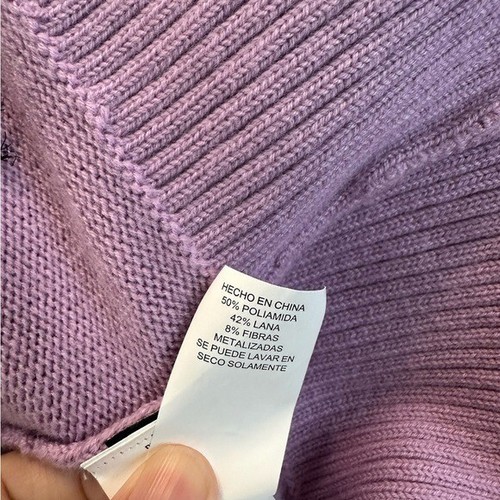 HECHO EN CHINA
50% POLIAMIDA
42% LANA
8% FIBRAS
METALIZADAS
SE PUEDE LAVAR EN
SECO SOLAMENTE